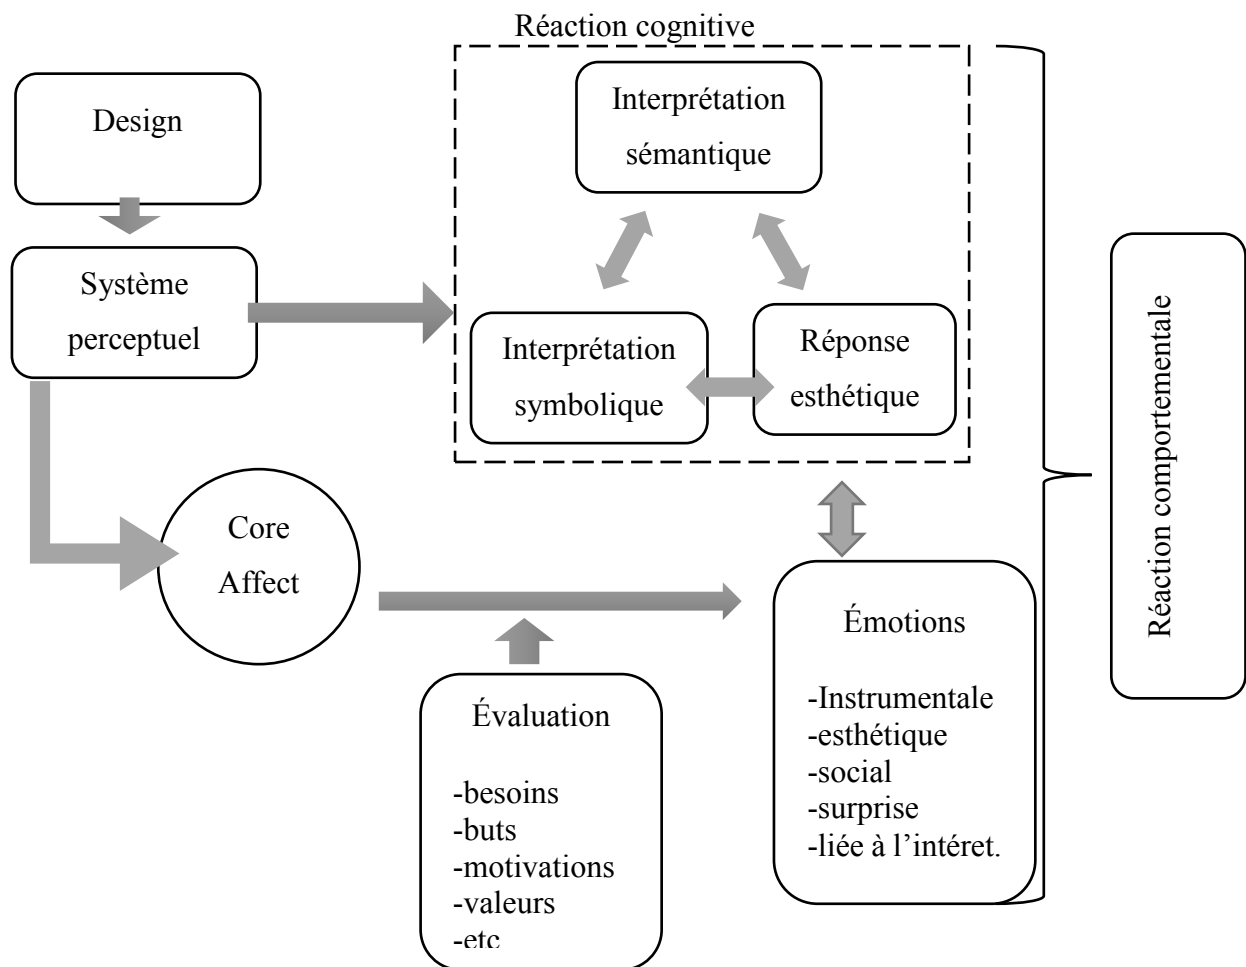 Réaction cognitive
Design
Interprétation
sémantique
Système
perceptuel
Interprétation
symbolique
Réponse
esthétique
Réaction comportementale
Core
Affect
Émotions
-Instrumentale
-esthétique
-social
-surprise
-liée à l’intéret.
Évaluation
-besoins
-buts
-motivations
-valeurs
-etc